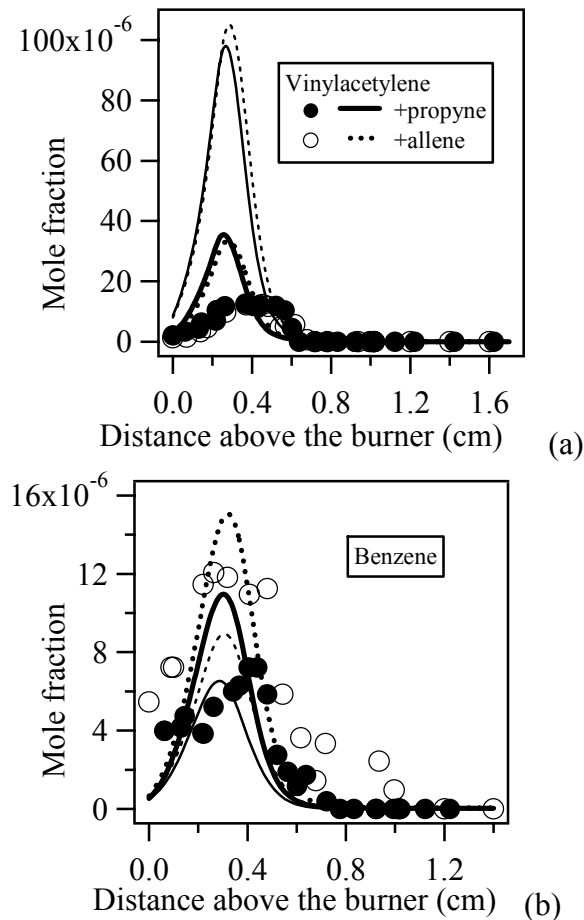 100x10-6
80
60
40
20
0
Mole fraction
Vinylacetylene
+propyne
+allene
0.0 0.4 0.8 1.2 1.6
Distance above the burner (cm)
(a)
16x10-6
12
8
4
0
Mole fraction
Benzene
0.0 0.4 0.8 1.2
Distance above the burner (cm)
(b)